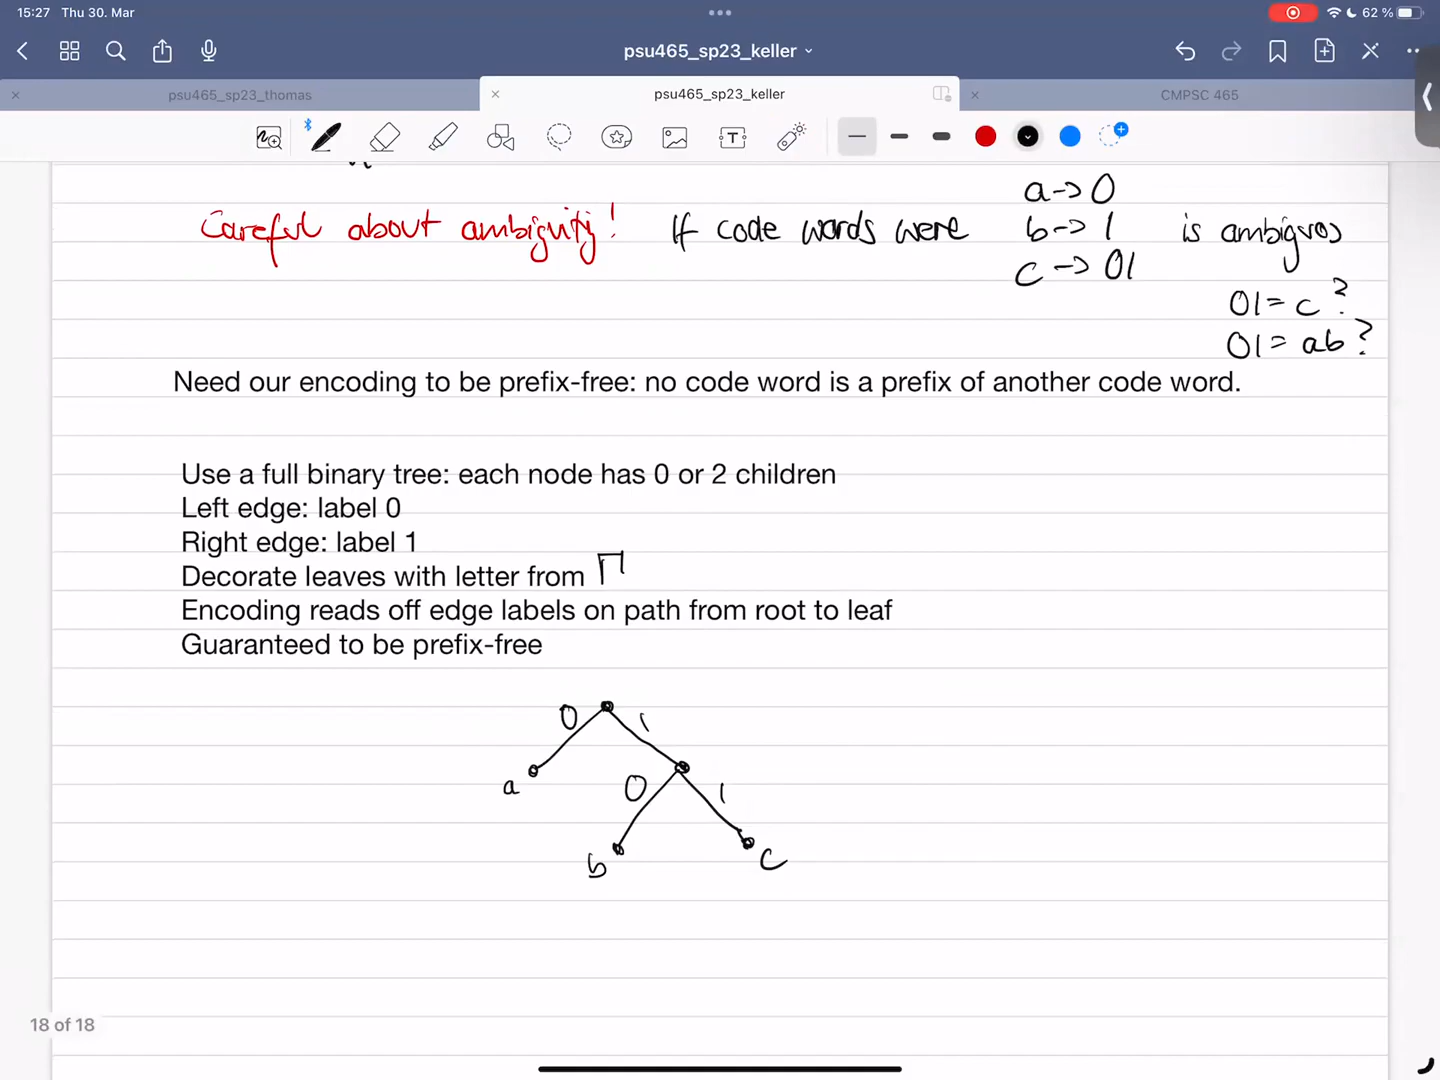 15:27 Thu 30. Mar
62 %
psu465_sp23_keller
psu465_sp23_thomas
psu465_sp23_keller
CMPSC 465
Careful about ambiguity! If code words were
a -> 0
b -> 1
c -> 01
is ambigros
01 = c ?
01 = ab ?
Need our encoding to be prefix-free: no code word is a prefix of another code word.
Use a full binary tree: each node has 0 or 2 children
Left edge: label 0
Right edge: label 1
Decorate leaves with letter from Γ
Encoding reads off edge labels on path from root to leaf
Guaranteed to be prefix-free
0 1
a 0 1
b c
18 of 18